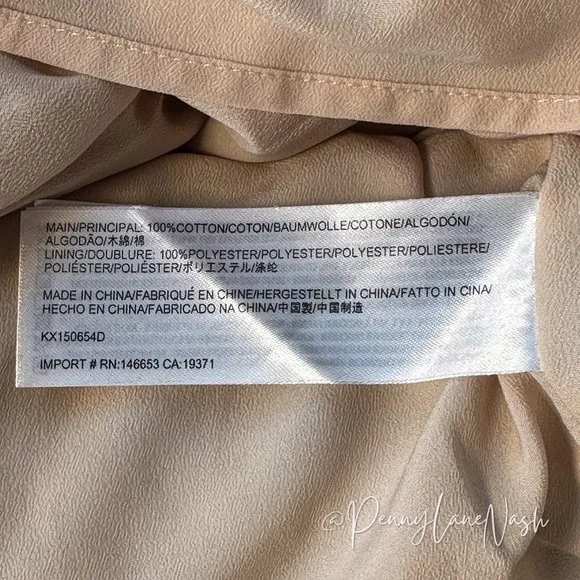 MAIN/PRINCIPAL: 100%COTTON/COTON/BAUMWOLLE/COTONE/ALGODÓN/
ALGODÃO/木綿/棉
LINING/DOUBLURE: 100%POLYESTER/POLYESTER/POLYESTER/POLIESTERE/
POLIÉSTER/POLIÉSTER/ポリエステル/涤纶
MADE IN CHINA/FABRIQUÉ EN CHINE/HERGESTELLT IN CHINA/FATTO IN CINA/
HECHO EN CHINA/FABRICADO NA CHINA/中国製/中国制造
KX150654D
IMPORT # RN:146653 CA:19371
@PennyLaneNash